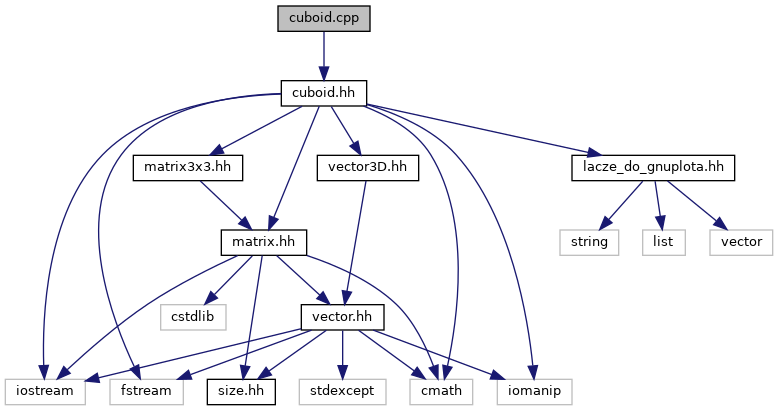 cuboid.cpp
cuboid.hh
matrix3x3.hh
vector3D.hh
lacze_do_gnuplota.hh
matrix.hh
string
list
vector
cstdlib
vector.hh
iostream
fstream
size.hh
stdexcept
cmath
iomanip